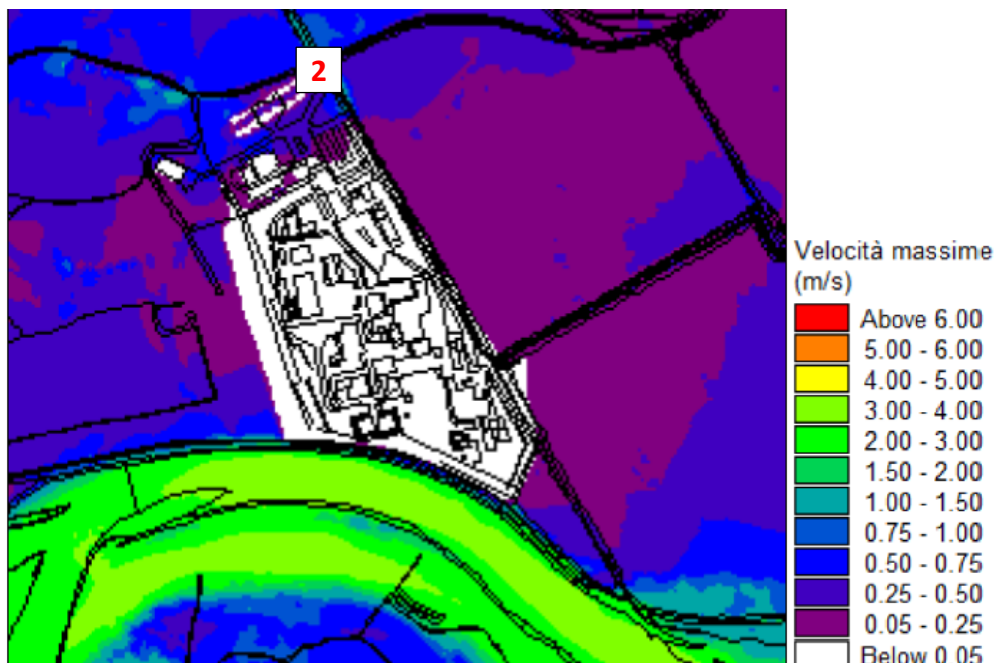 2
Velocità massime
(m/s)
Above 6.00
5.00 - 6.00
4.00 - 5.00
3.00 - 4.00
2.00 - 3.00
1.50 - 2.00
1.00 - 1.50
0.75 - 1.00
0.50 - 0.75
0.25 - 0.50
0.05 - 0.25
Below 0.05